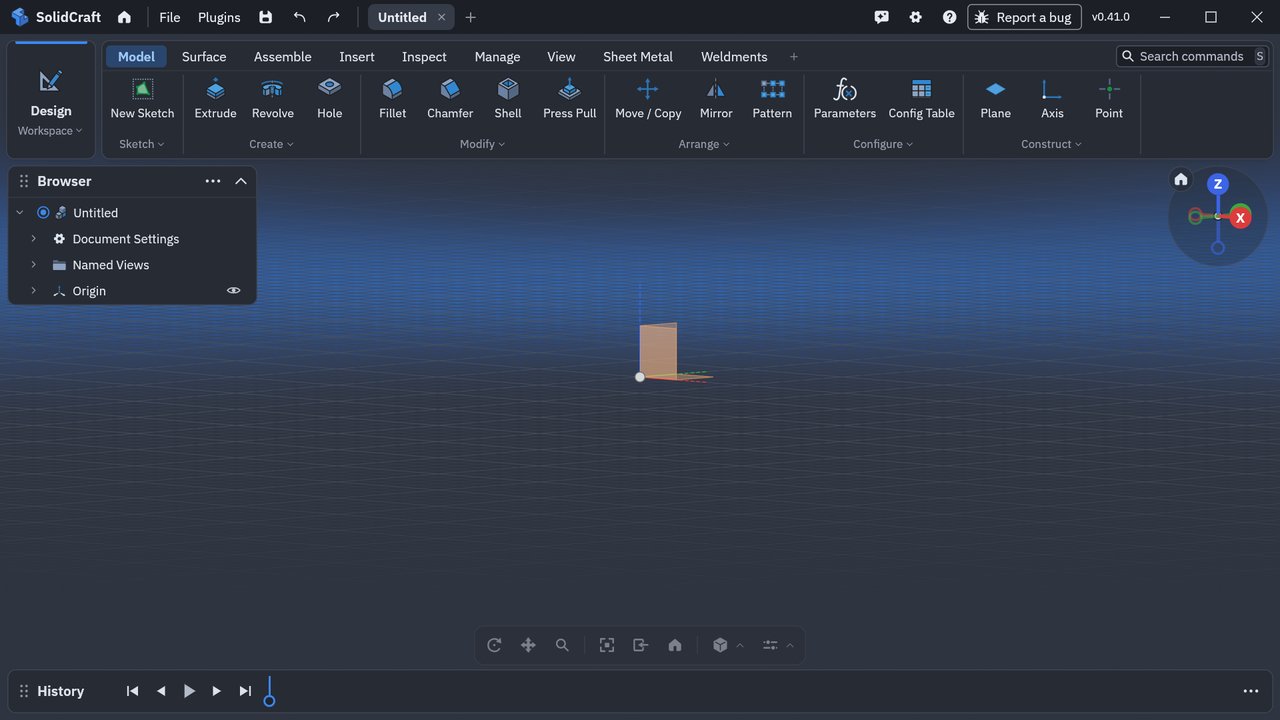 SolidCraft File Plugins Untitled Report a bug v0.41.0
Model Surface Assemble Insert Inspect Manage View Sheet Metal Weldments Search commands S
Design
Workspace
New Sketch Extrude Revolve Hole Fillet Chamfer Shell Press Pull Move / Copy Mirror Pattern Parameters Config Table Plane Axis Point
Sketch Create Modify Arrange Configure Construct
Browser
Untitled
Document Settings
Named Views
Origin
Z
X
History